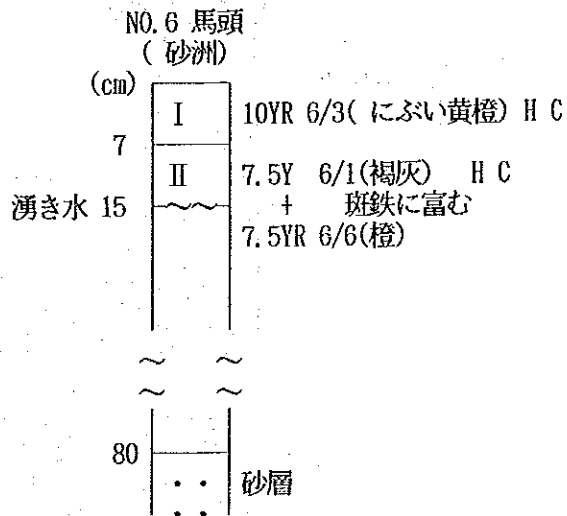 NO.6 馬頭
(砂洲)
(cm)
I 10YR 6/3(にぶい黄橙) H C
7
II 7.5Y 6/1(褐灰) H C
湧き水 15 + 斑鉄に富む
7.5YR 6/6(橙)
80
砂層